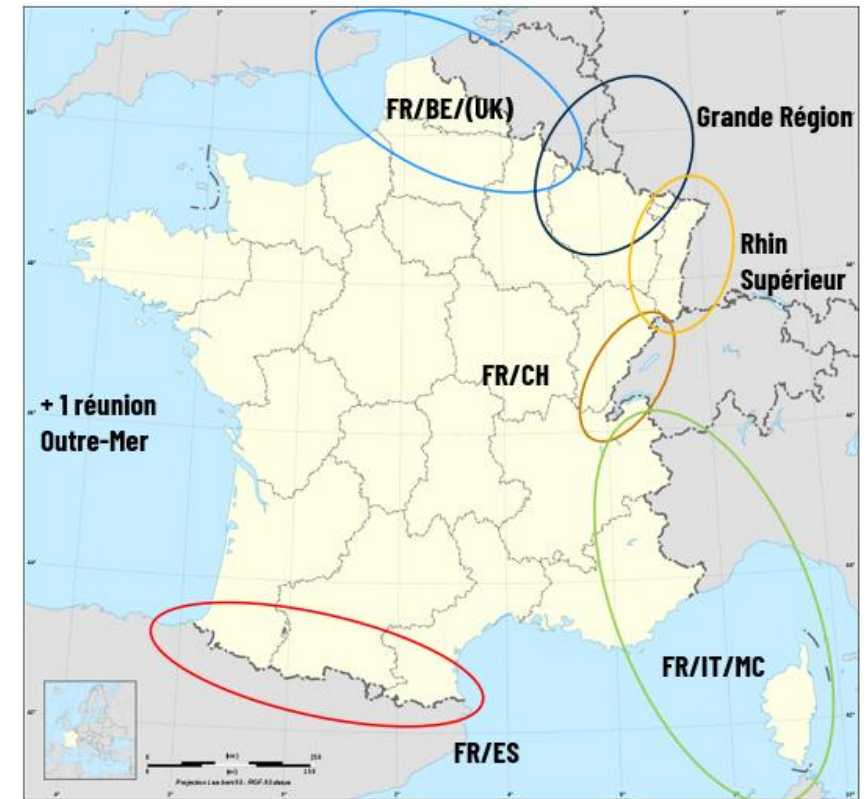 FR/BE/(UK)
Grande Région
Rhin
Supérieur
FR/CH
+ 1 réunion
Outre-Mer
FR/IT/MC
FR/ES